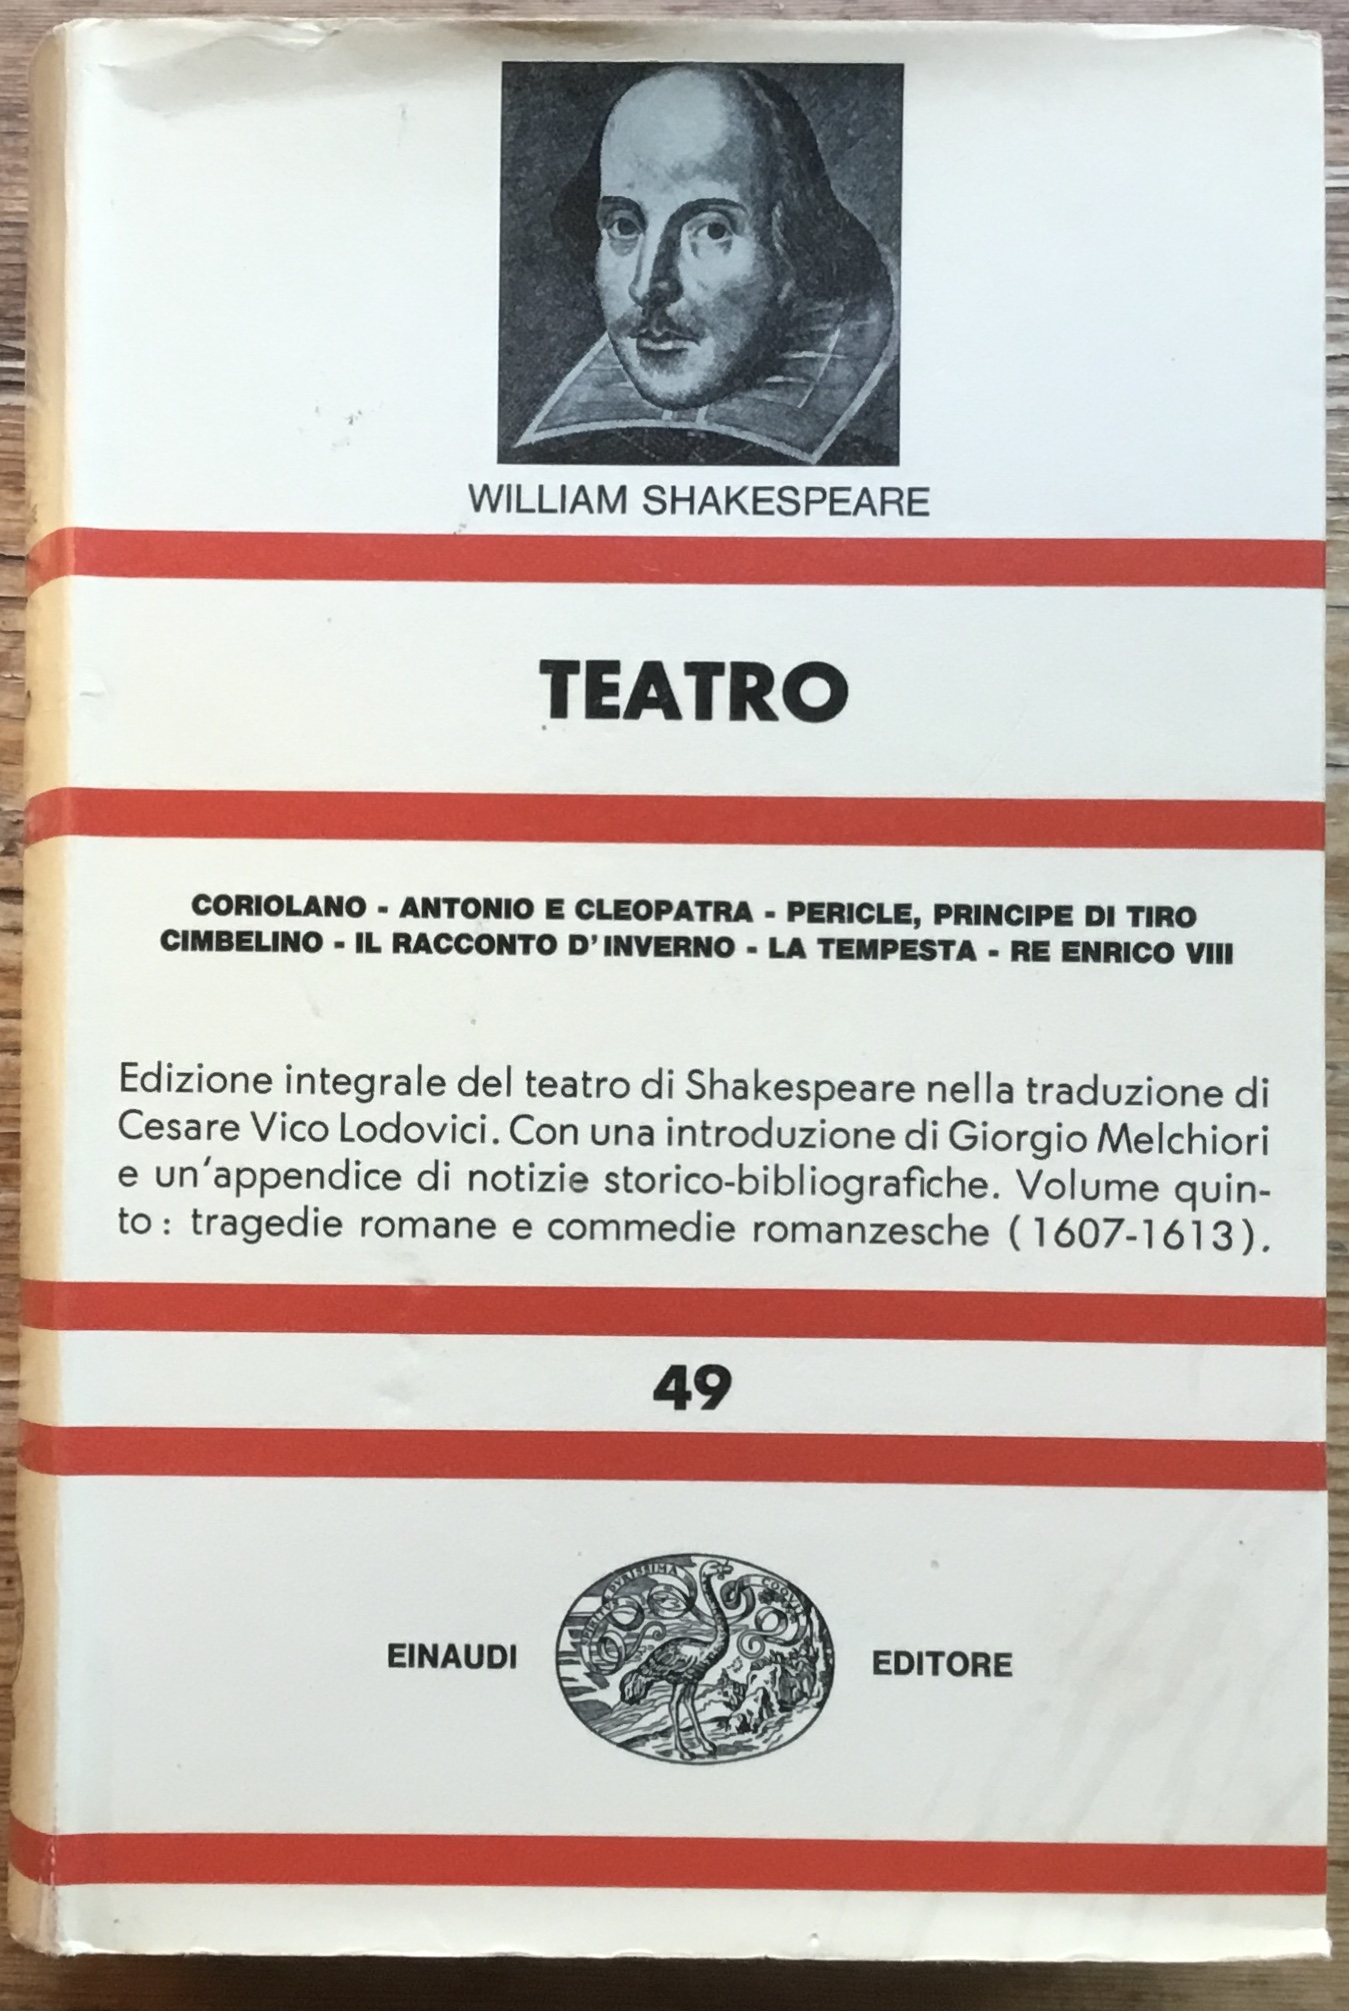 WILLIAM SHAKESPEARE
TEATRO
CORIOLANO - ANTONIO E CLEOPATRA - PERICLE, PRINCIPE DI TIRO
CIMBELINO - IL RACCONTO D'INVERNO - LA TEMPESTA - RE ENRICO VIII
Edizione integrale del teatro di Shakespeare nella traduzione di
Cesare Vico Lodovici. Con una introduzione di Giorgio Melchiori
e un'appendice di notizie storico-bibliografiche. Volume quin-
to: tragedie romane e commedie romanzesche (1607-1613).
49
EINAUDI
EDITORE